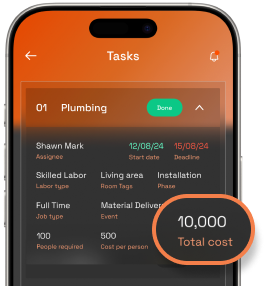 Tasks
01 Plumbing Done
Shawn Mark 12/08/24 15/08/24
Assignee Start date Deadline
Skilled Labor Living area Installation
Labor type Room Tags Phase
Full Time Material Deliver
Job type Event
100 500
People required Cost per person
10,000
Total cost